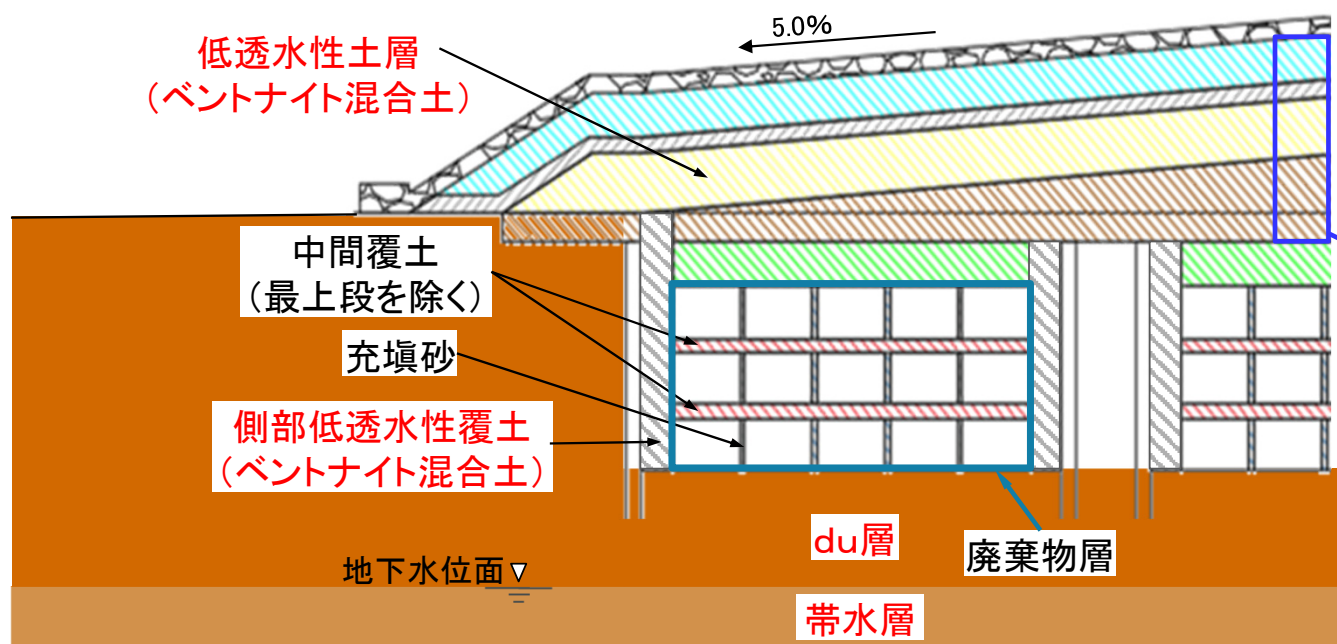 5.0%
低透水性土層
（ベントナイト混合土）
中間覆土
（最上段を除く）
充塡砂
側部低透水性覆土
（ベントナイト混合土）
du層
廃棄物層
地下水位面
帯水層